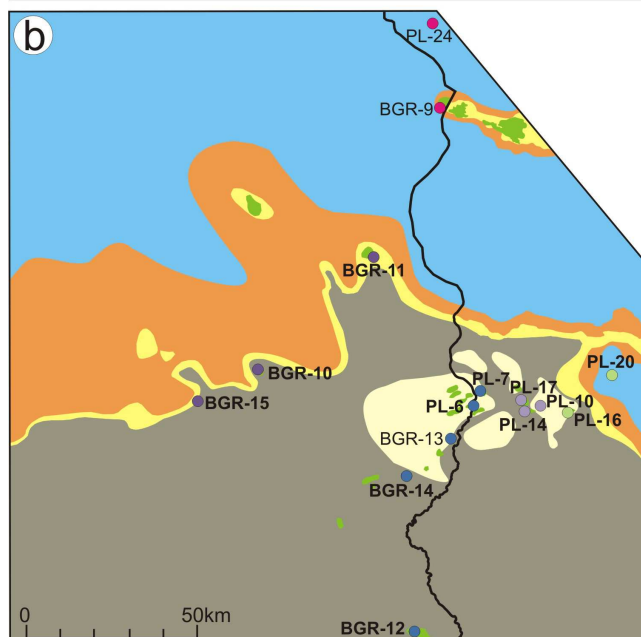 b
PL-24
BGR-9
BGR-11
PL-20
BGR-10
PL-7
PL-17
BGR-15
PL-6
PL-10
PL-14
PL-16
BGR-13
BGR-14
0 50km
BGR-12